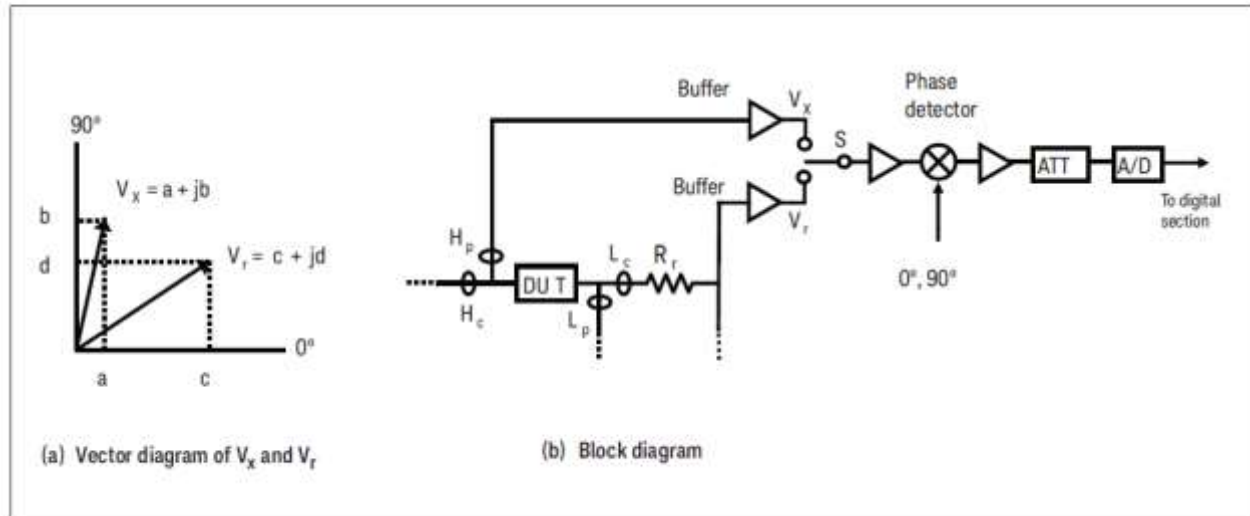 90°
b
d
V_x = a + jb
V_r = c + jd
0°
a
c
(a) Vector diagram of V_x and V_r
Buffer
V_x
Buffer
V_r
S
Phase
detector
ATT
A/D
To digital
section
0°, 90°
H_p
H_c
DUT
L_c
L_p
R_r
(b) Block diagram